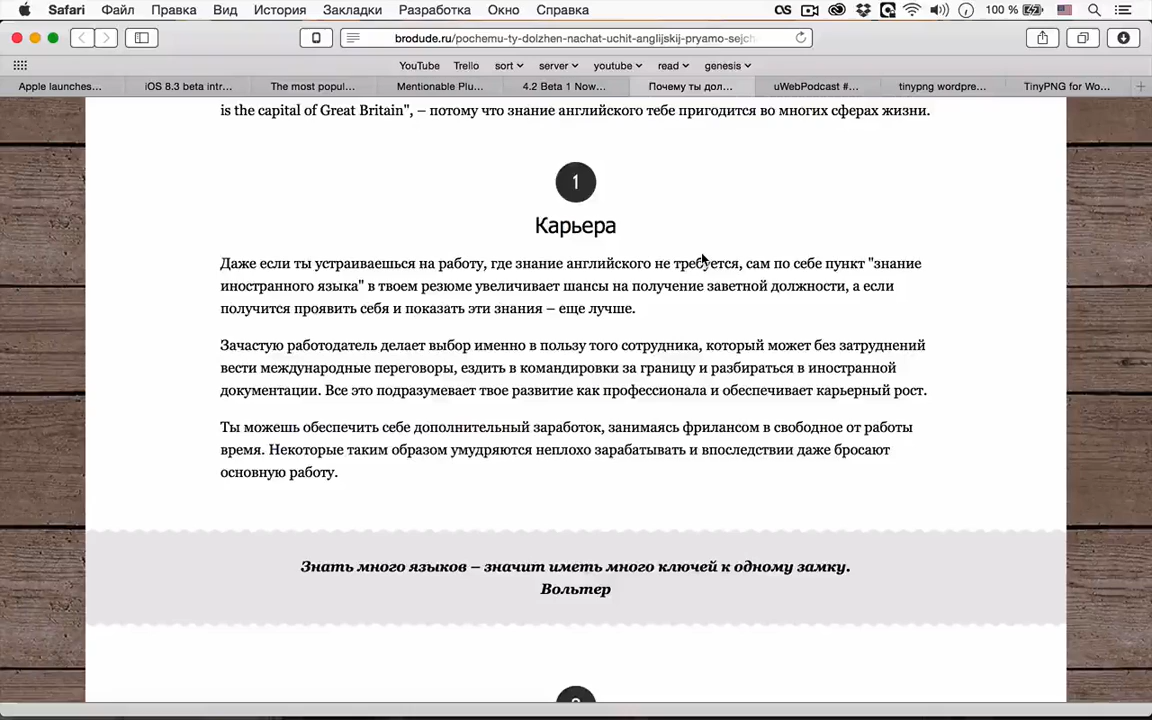 Safari Файл Правка Вид История Закладки Разработка Окно Справка 100 %
brodude.ru/pochemu-ty-dolzhen-nachat-uchit-anglijskij-pryamo-sejch
YouTube Trello sort server youtube read genesis
Apple launches... iOS 8.3 beta intr... The most popul... Mentionable Plu... 4.2 Beta 1 Now... Почему ты дол... uWebPodcast #... tinypng wordpre... TinyPNG for Wo...
is the capital of Great Britain", – потому что знание английского тебе пригодится во многих сферах жизни.
1
Карьера
Даже если ты устраиваешься на работу, где знание английского не требуется, сам по себе пункт "знание
иностранного языка" в твоем резюме увеличивает шансы на получение заветной должности, а если
получится проявить себя и показать эти знания – еще лучше.
Зачастую работодатель делает выбор именно в пользу того сотрудника, который может без затруднений
вести международные переговоры, ездить в командировки за границу и разбираться в иностранной
документации. Все это подразумевает твое развитие как профессионала и обеспечивает карьерный рост.
Ты можешь обеспечить себе дополнительный заработок, занимаясь фрилансом в свободное от работы
время. Некоторые таким образом умудряются неплохо зарабатывать и впоследствии даже бросают
основную работу.
Знать много языков – значит иметь много ключей к одному замку.
Вольтер